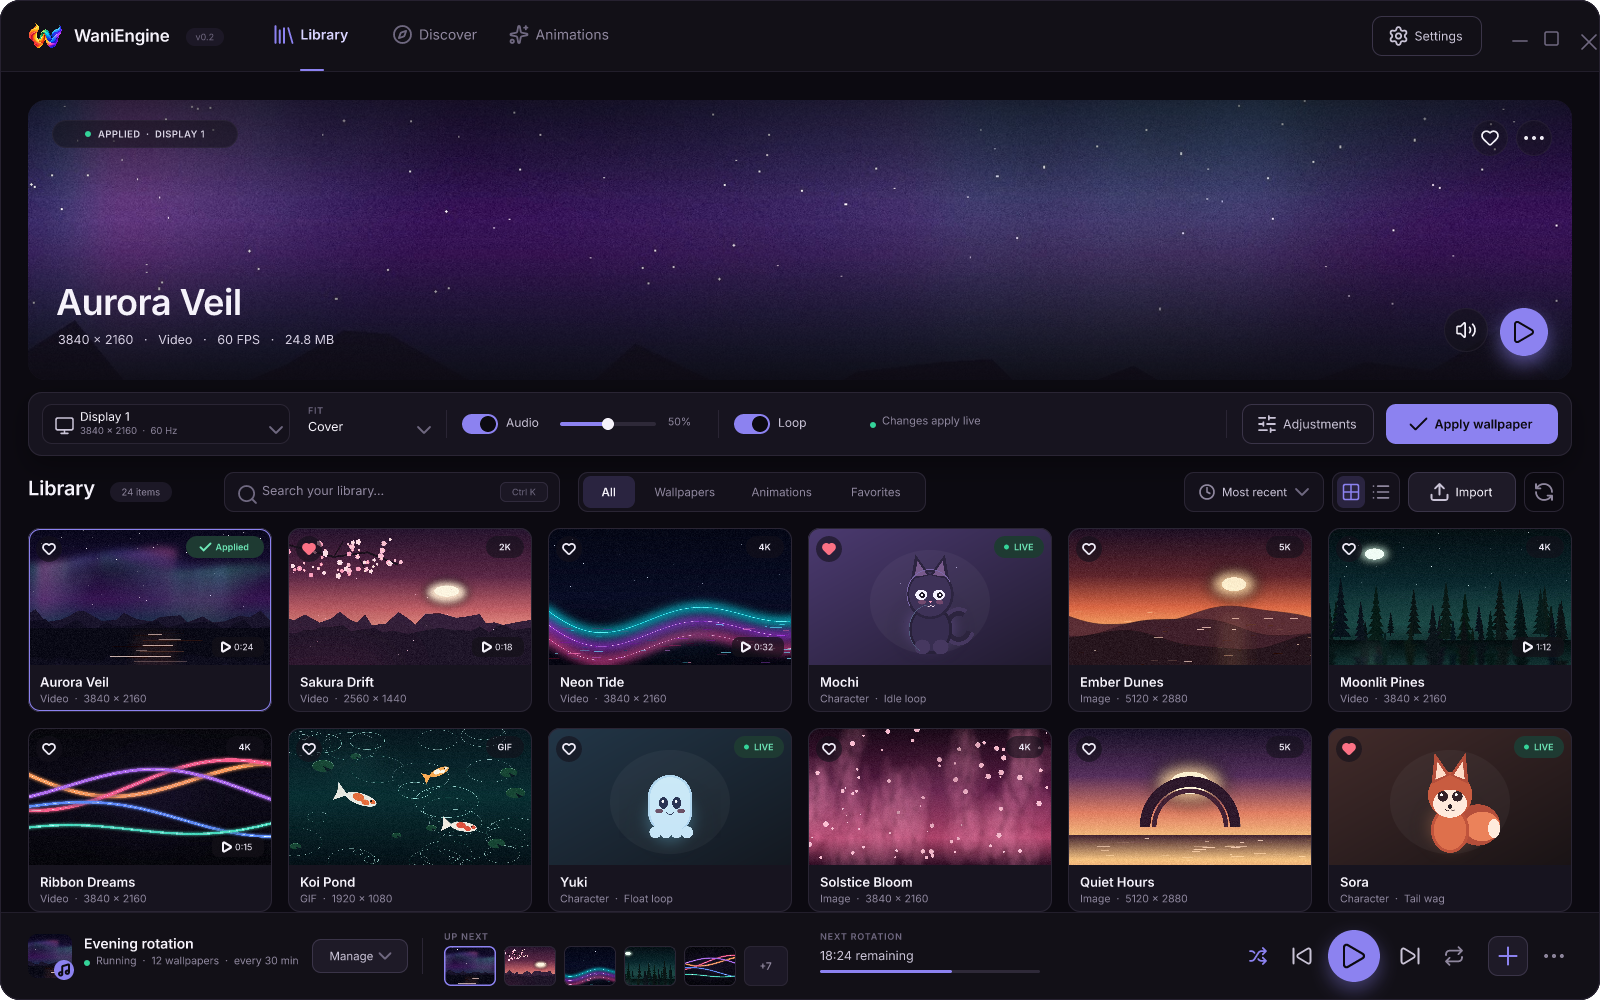 WaniEngine
v0.2
Library
Discover
Animations
Settings
APPLIED · DISPLAY 1
Aurora Veil
3840 × 2160 · Video · 60 FPS · 24.8 MB
Display 1
3840 × 2160 · 60 Hz
FIT
Cover
Audio
50%
Loop
Changes apply live
Adjustments
Apply wallpaper
Library
24 items
Search your library...
Ctrl K
All
Wallpapers
Animations
Favorites
Most recent
Import
Applied
0:24
Aurora Veil
Video · 3840 × 2160
2K
0:18
Sakura Drift
Video · 2560 × 1440
4K
0:32
Neon Tide
Video · 3840 × 2160
LIVE
Mochi
Character · Idle loop
5K
Ember Dunes
Image · 5120 × 2880
4K
1:12
Moonlit Pines
Video · 3840 × 2160
4K
0:15
Ribbon Dreams
Video · 3840 × 2160
GIF
Koi Pond
GIF · 1920 × 1080
LIVE
Yuki
Character · Float loop
4K
Solstice Bloom
Image · 3840 × 2160
5K
Quiet Hours
Image · 5120 × 2880
LIVE
Sora
Character · Tail wag
Evening rotation
Running · 12 wallpapers · every 30 min
Manage
UP NEXT
+7
NEXT ROTATION
18:24 remaining